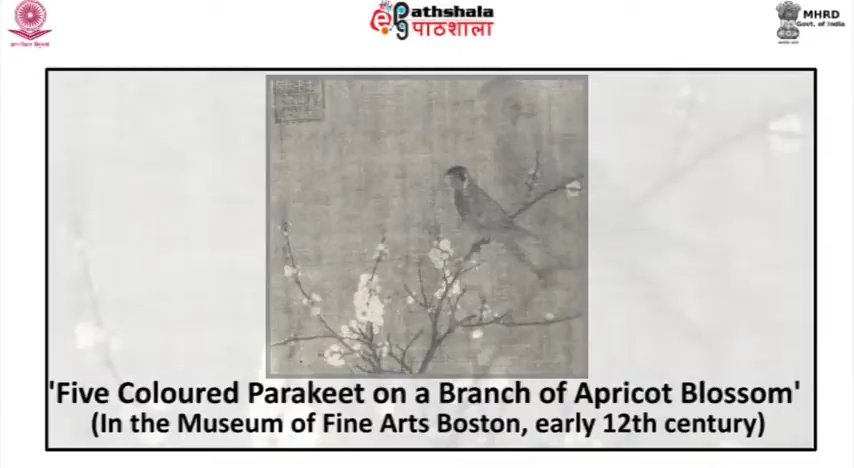 ePathshala
पाठशाला
MHRD
Govt. of India
'Five Coloured Parakeet on a Branch of Apricot Blossom'
(In the Museum of Fine Arts Boston, early 12th century)